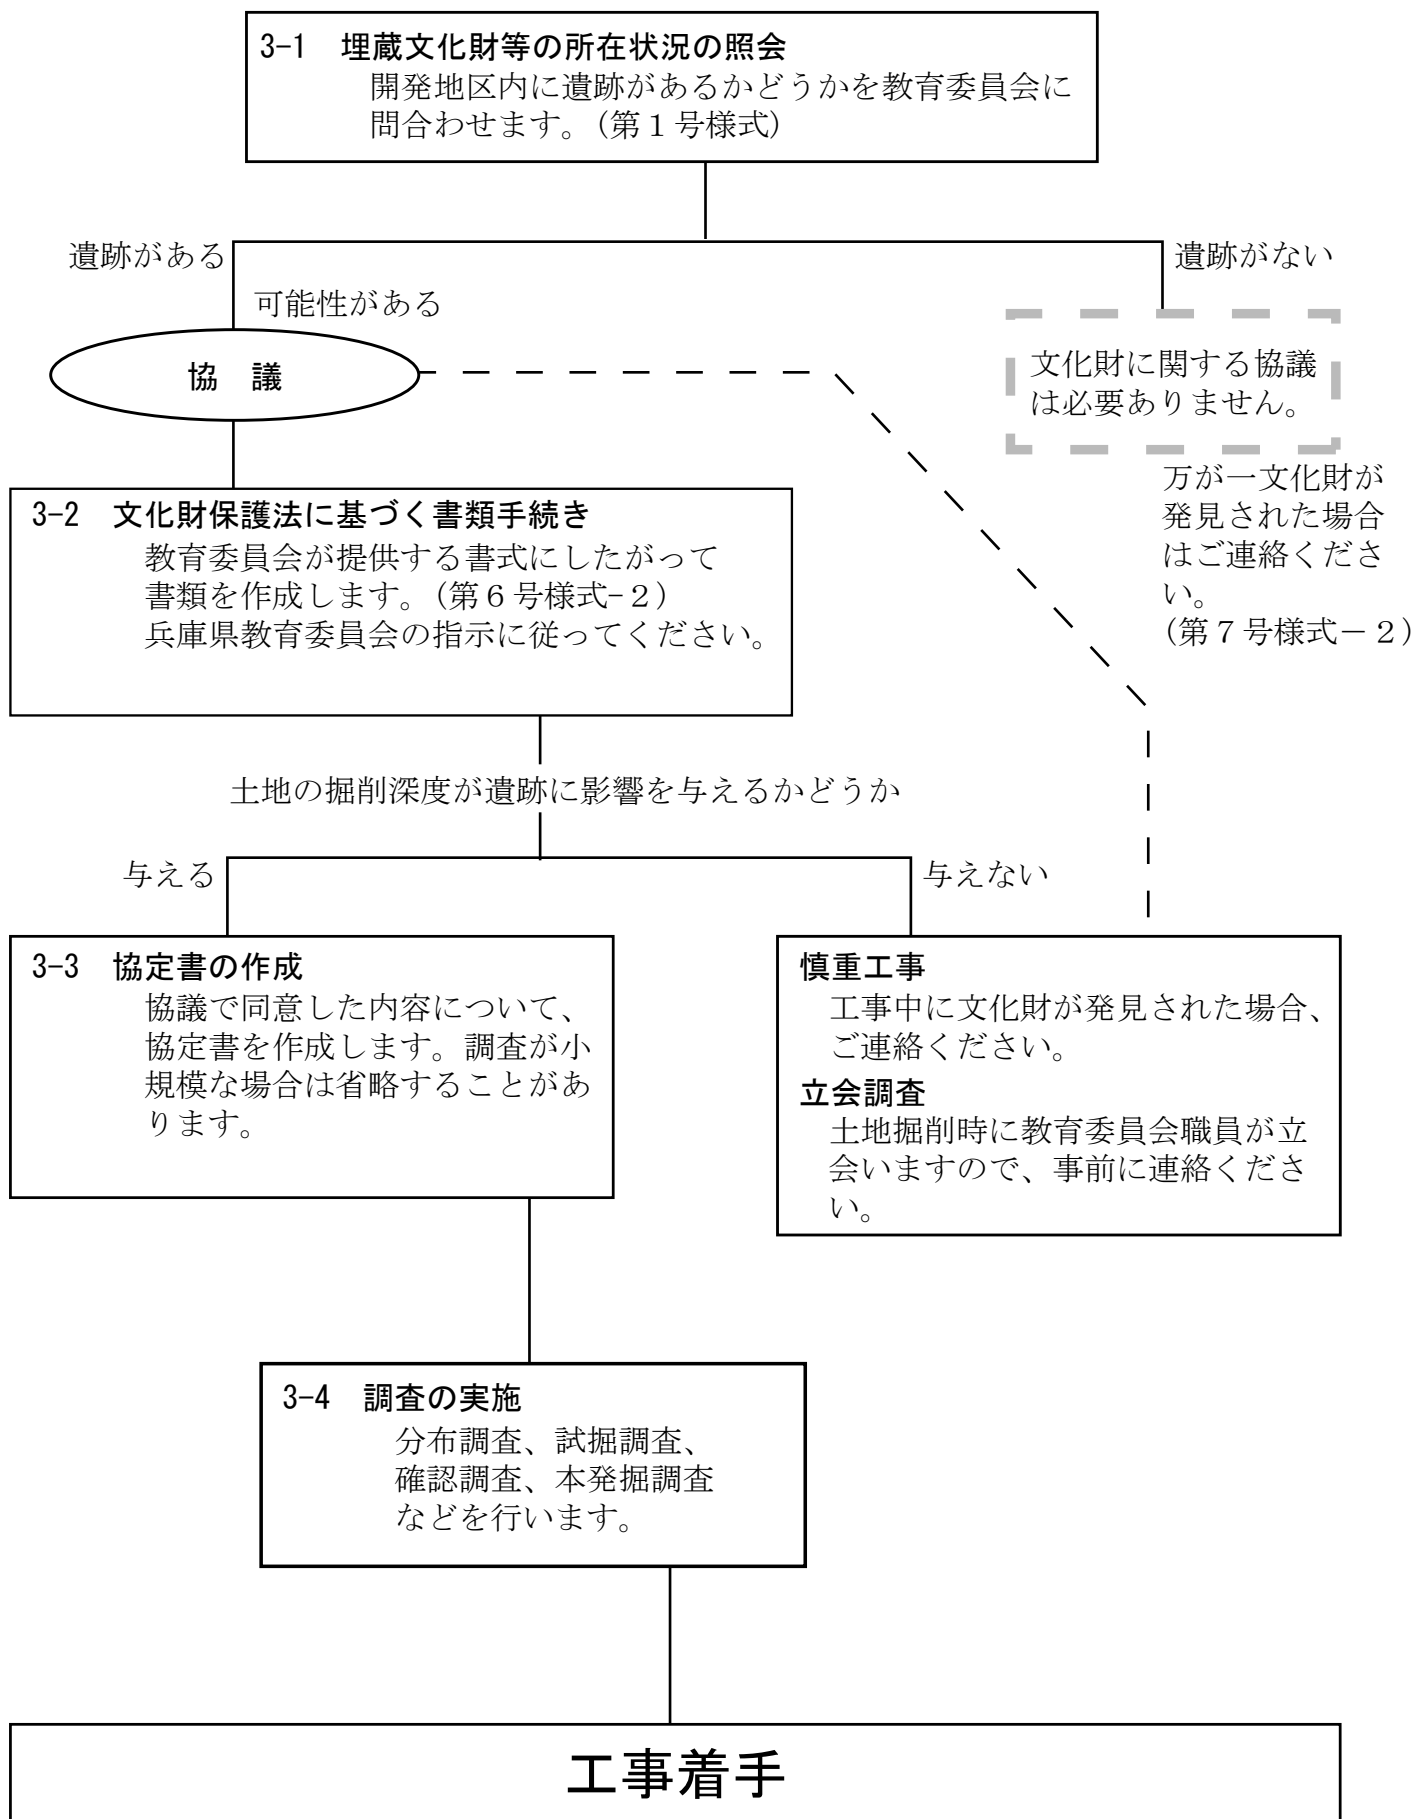 3-1 埋蔵文化財等の所在状況の照会
開発地区内に遺跡があるかどうかを教育委員会に
問合わせます。(第１号様式)
遺跡がある
遺跡がない
可能性がある
協　議
文化財に関する協議
は必要ありません。
万が一文化財が
発見された場合
はご連絡くださ
い。
(第７号様式－２)
3-2 文化財保護法に基づく書類手続き
教育委員会が提供する書式にしたがって
書類を作成します。(第６号様式-２)
兵庫県教育委員会の指示に従ってください。
土地の掘削深度が遺跡に影響を与えるかどうか
与える
与えない
3-3 協定書の作成
協議で同意した内容について、
協定書を作成します。調査が小
規模な場合は省略することがあ
ります。
慎重工事
工事中に文化財が発見された場合、
ご連絡ください。
立会調査
土地掘削時に教育委員会職員が立
会いますので、事前に連絡くださ
い。
3-4 調査の実施
分布調査、試掘調査、
確認調査、本発掘調査
などを行います。
工事着手